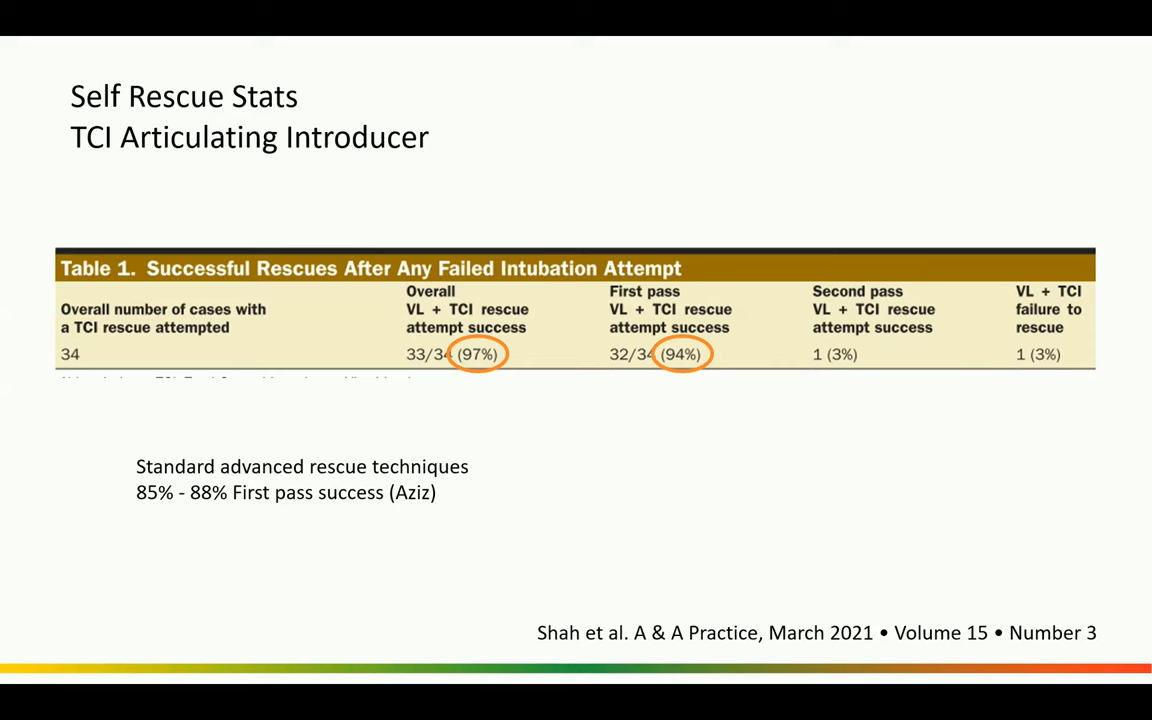 Self Rescue Stats
TCI Articulating Introducer
Table 1. Successful Rescues After Any Failed Intubation Attempt
Overall number of cases with
a TCI rescue attempted
Overall
VL + TCI rescue
attempt success
First pass
VL + TCI rescue
attempt success
Second pass
VL + TCI rescue
attempt success
VL + TCI
failure to
rescue
34
33/34 (97%)
32/34 (94%)
1 (3%)
1 (3%)
Standard advanced rescue techniques
85% - 88% First pass success (Aziz)
Shah et al. A & A Practice, March 2021 • Volume 15 • Number 3